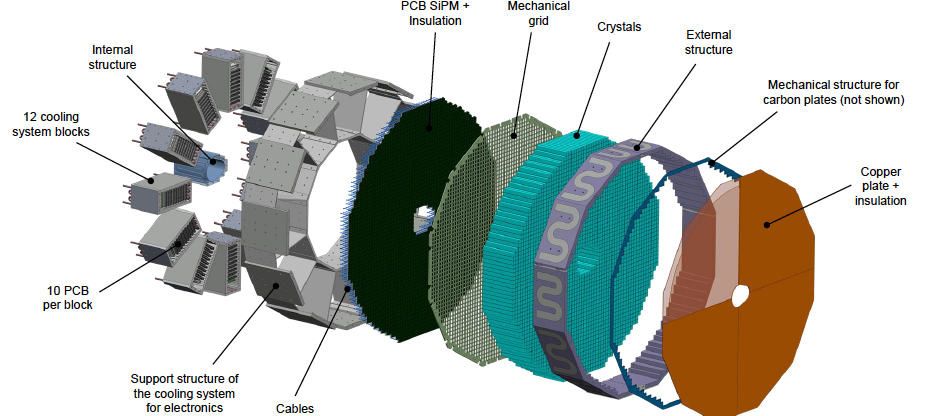 PCB SiPM +
Insulation
Mechanical
grid
Crystals
External
structure
Internal
structure
Mechanical structure for
carbon plates (not shown)
12 cooling
system blocks
Copper
plate +
insulation
10 PCB
per block
Support structure of
the cooling system
for electronics
Cables